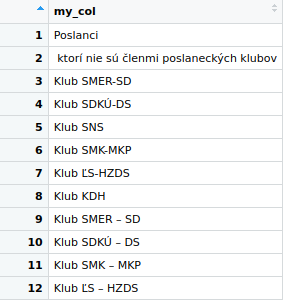 my_col
1 Poslanci
2 ktorí nie sú členmi poslaneckých klubov
3 Klub SMER-SD
4 Klub SDKÚ-DS
5 Klub SNS
6 Klub SMK-MKP
7 Klub ĽS-HZDS
8 Klub KDH
9 Klub SMER – SD
10 Klub SDKÚ – DS
11 Klub SMK – MKP
12 Klub ĽS – HZDS